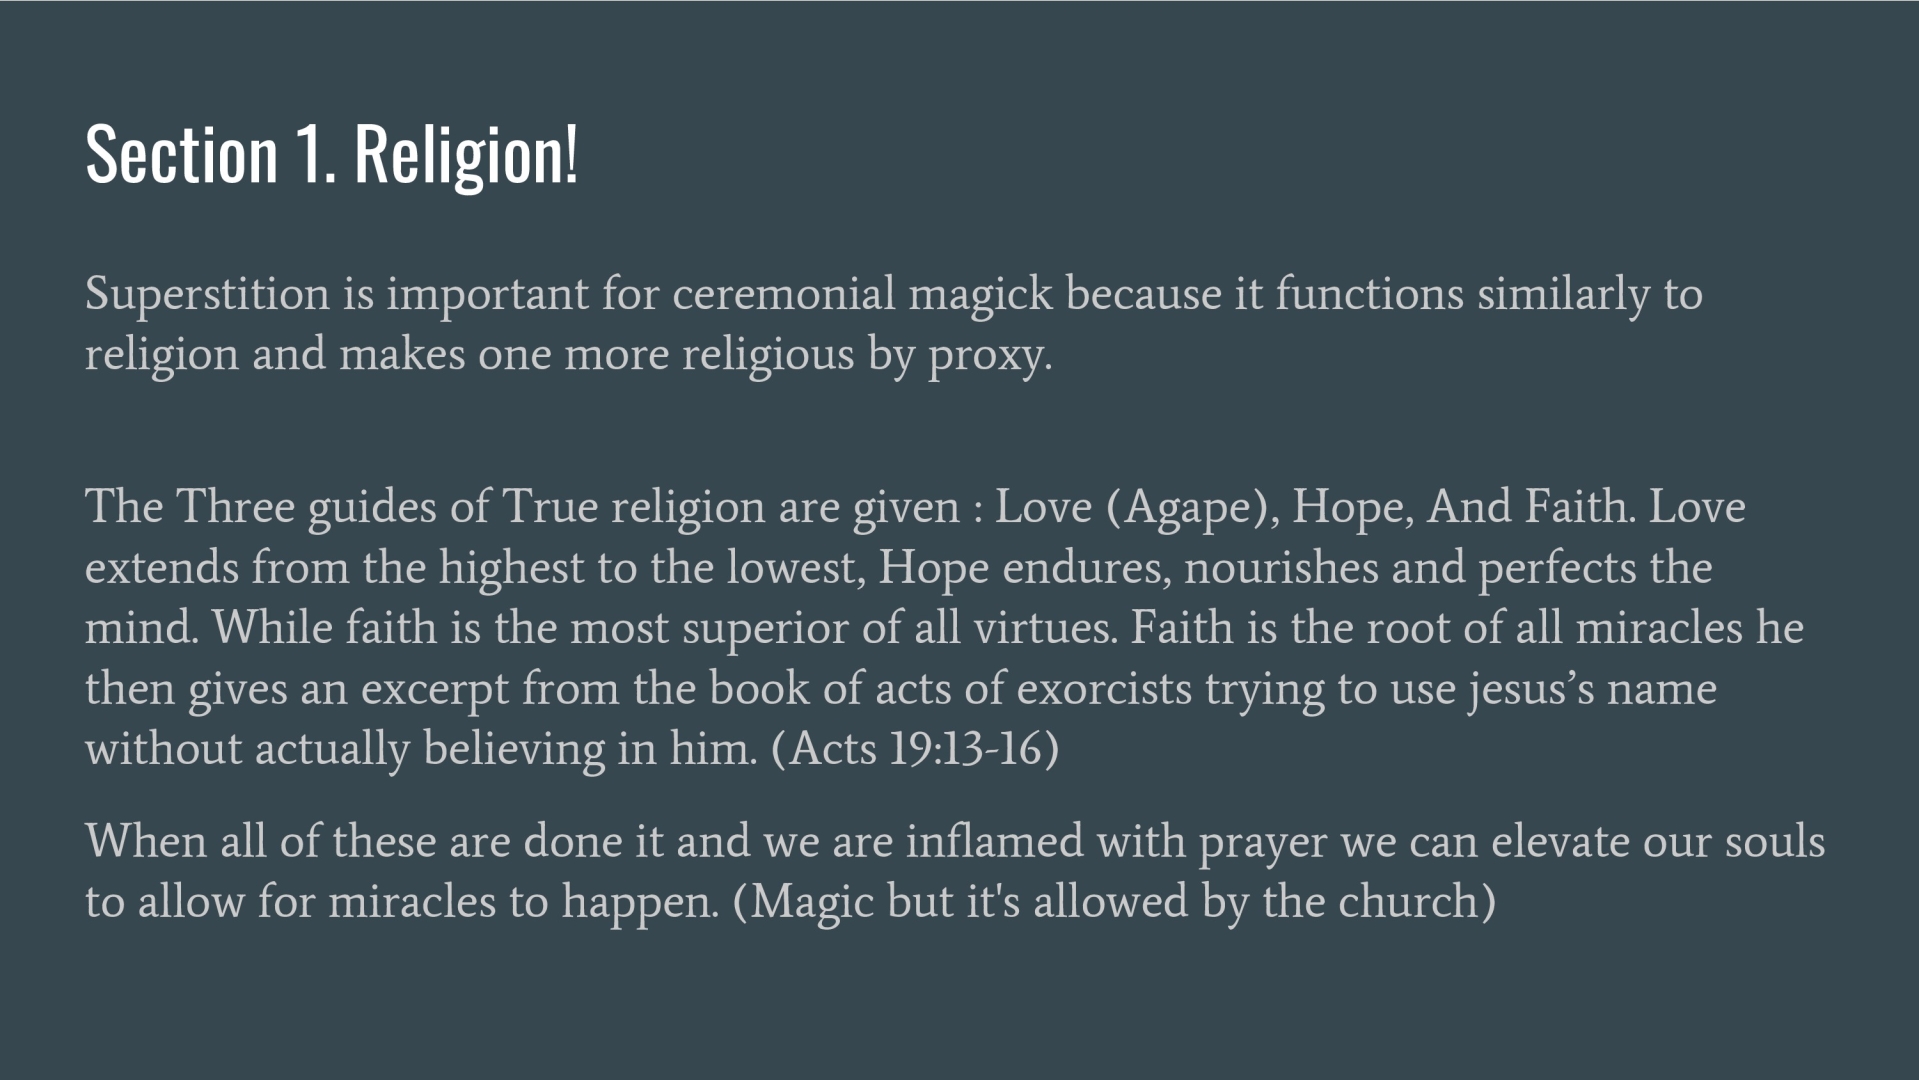 Section 1. Religion!
Superstition is important for ceremonial magick because it functions similarly to
religion and makes one more religious by proxy.
The Three guides of True religion are given : Love (Agape), Hope, And Faith. Love
extends from the highest to the lowest, Hope endures, nourishes and perfects the
mind. While faith is the most superior of all virtues. Faith is the root of all miracles he
then gives an excerpt from the book of acts of exorcists trying to use jesus’s name
without actually believing in him. (Acts 19:13-16)
When all of these are done it and we are inflamed with prayer we can elevate our souls
to allow for miracles to happen. (Magic but it's allowed by the church)